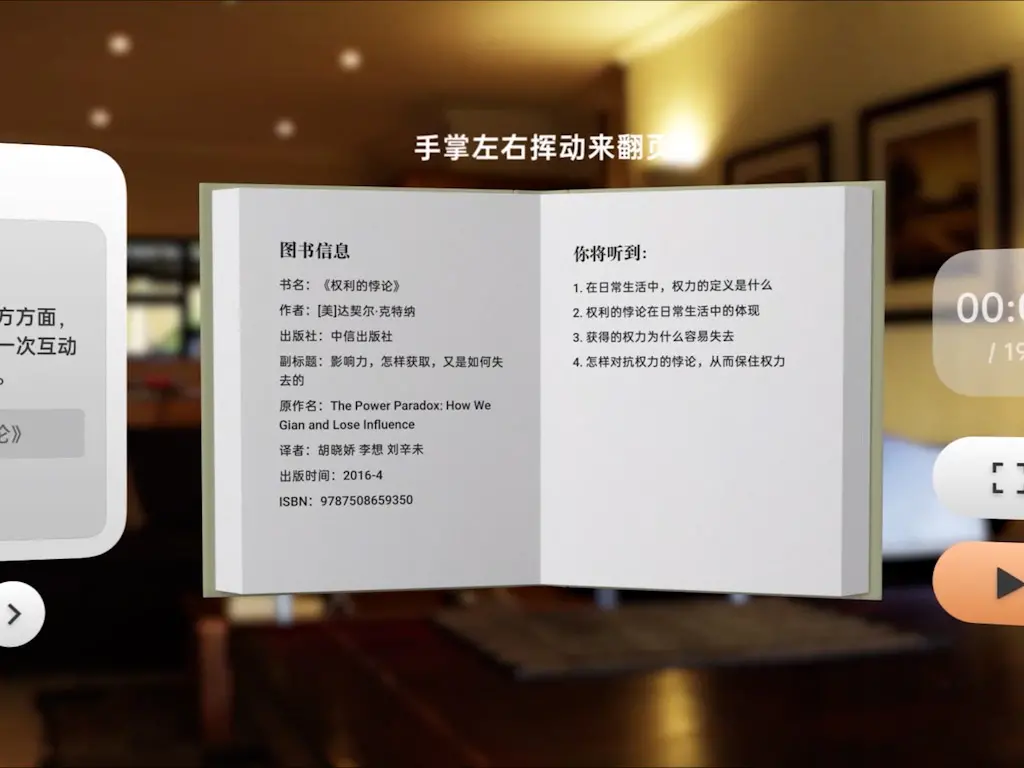 手掌左右挥动来翻页
方方面，
一次互动
。
论》
图书信息
书名：《权利的悖论》
作者：[美]达契尔·克特纳
出版社：中信出版社
副标题：影响力，怎样获取，又是如何失
去的
原作名：The Power Paradox: How We
Gian and Lose Influence
译者：胡晓娇 李想 刘辛未
出版时间：2016-4
ISBN：9787508659350
你将听到:
1. 在日常生活中，权力的定义是什么
2. 权利的悖论在日常生活中的体现
3. 获得的权力为什么容易失去
4. 怎样对抗权力的悖论，从而保住权力
00:
/ 19